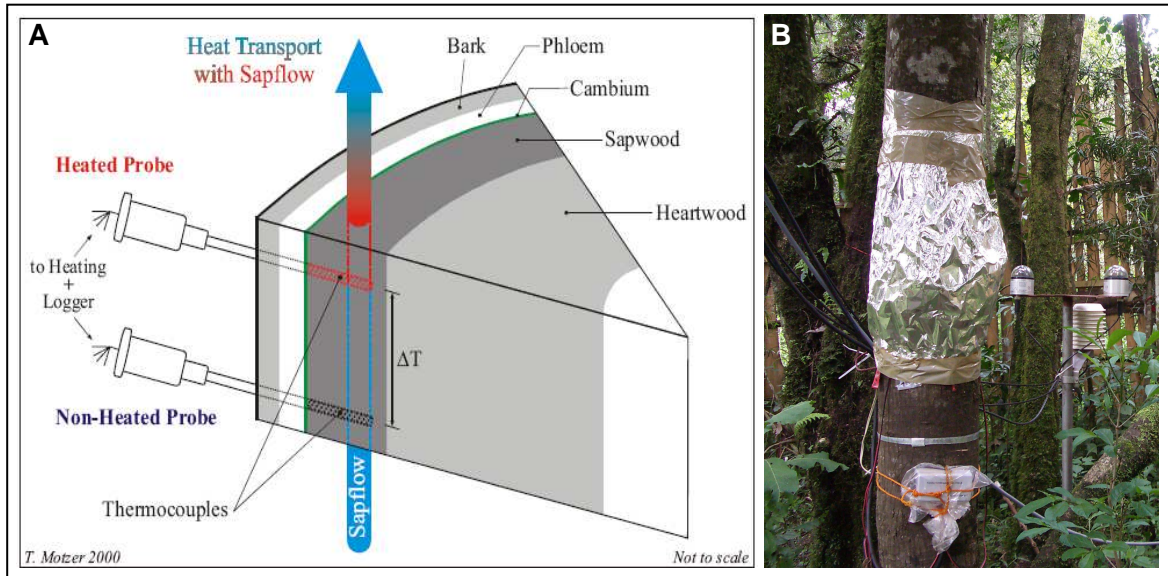 A
Heat Transport
with Sapflow
Bark
Phloem
Cambium
Sapwood
Heartwood
Heated Probe
to Heating
+
Logger
ΔT
Non-Heated Probe
Thermocouples
Sapflow
T. Motzer 2000
Not to scale
B